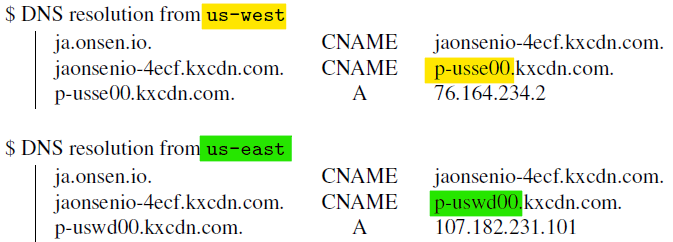 $ DNS resolution from us-west
ja.onsen.io. CNAME jaonsenio-4ecf.kxcdn.com.
jaonsenio-4ecf.kxcdn.com. CNAME p-usse00.kxcdn.com.
p-usse00.kxcdn.com. A 76.164.234.2
$ DNS resolution from us-east
ja.onsen.io. CNAME jaonsenio-4ecf.kxcdn.com.
jaonsenio-4ecf.kxcdn.com. CNAME p-uswd00.kxcdn.com.
p-uswd00.kxcdn.com. A 107.182.231.101